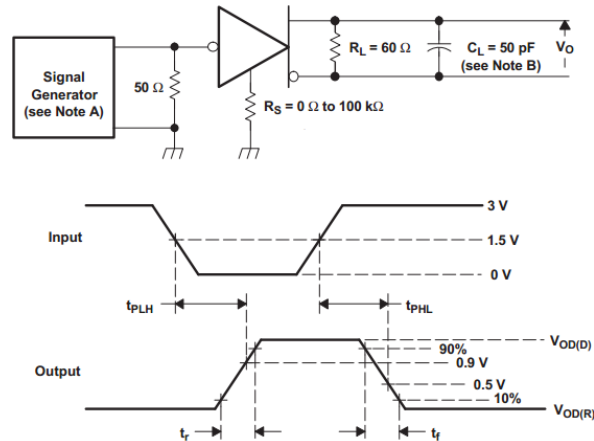 Signal
Generator
(see Note A)
50 Ω
R_S = 0 Ω to 100 kΩ
R_L = 60 Ω
C_L = 50 pF
(see Note B)
V_O
Input
3 V
1.5 V
0 V
t_PLH
t_PHL
Output
V_OD(D)
90%
0.9 V
0.5 V
10%
V_OD(R)
t_r
t_f